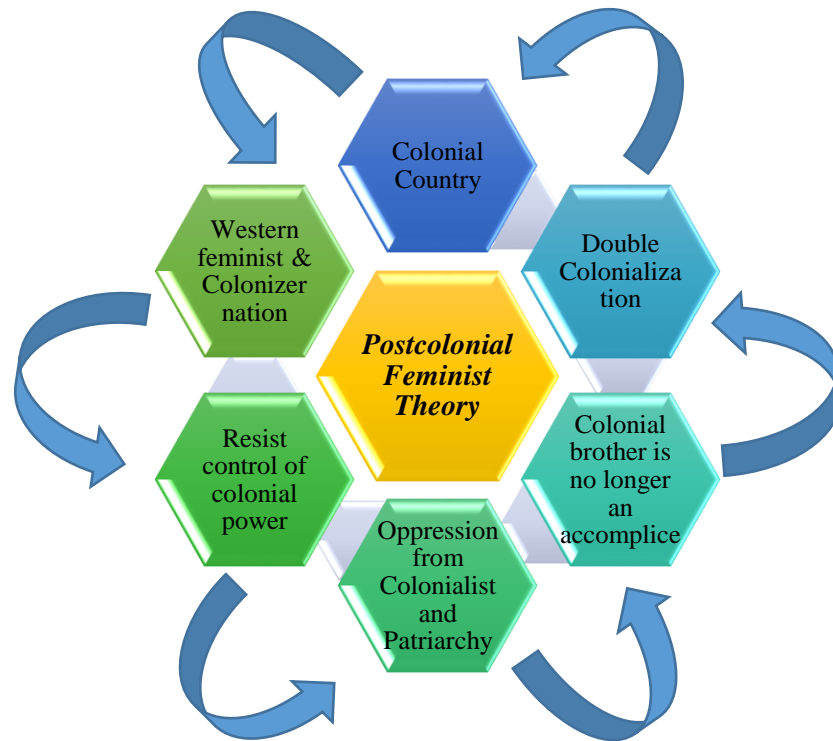 Colonial
Country
Western
feminist &
Colonizer
nation
Double
Colonializa
tion
Postcolonial
Feminist
Theory
Resist
control of
colonial
power
Colonial
brother is
no longer
an
accomplice
Oppression
from
Colonialist
and
Patriarchy